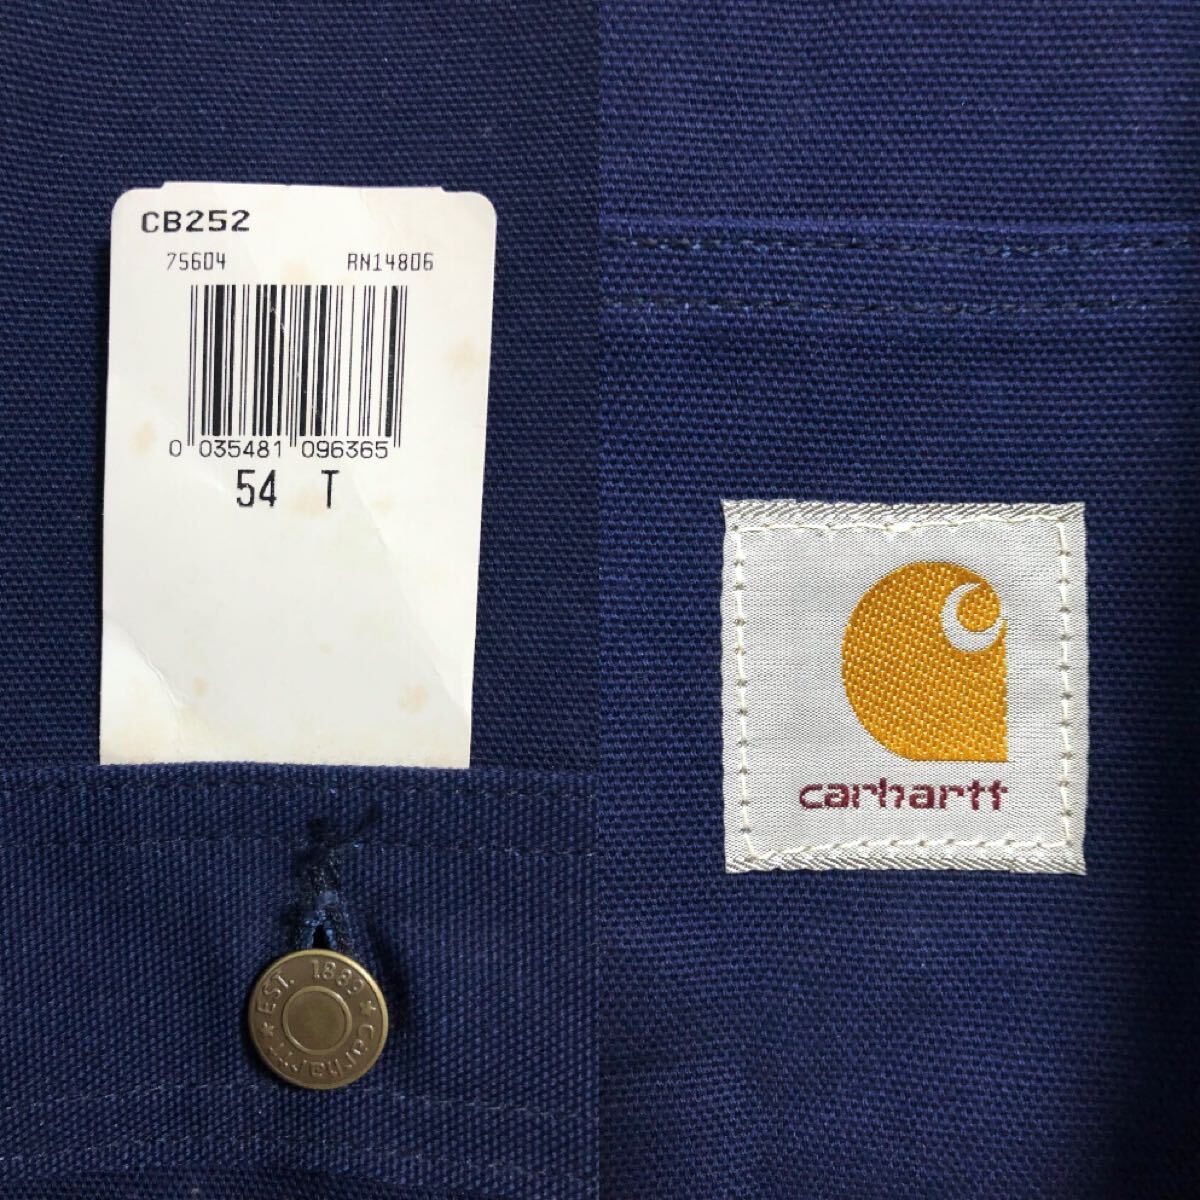 CB252
75604 RN14806
0 035481 096365
54 T
carhartt
EST. 1889 ★ carhartt ★